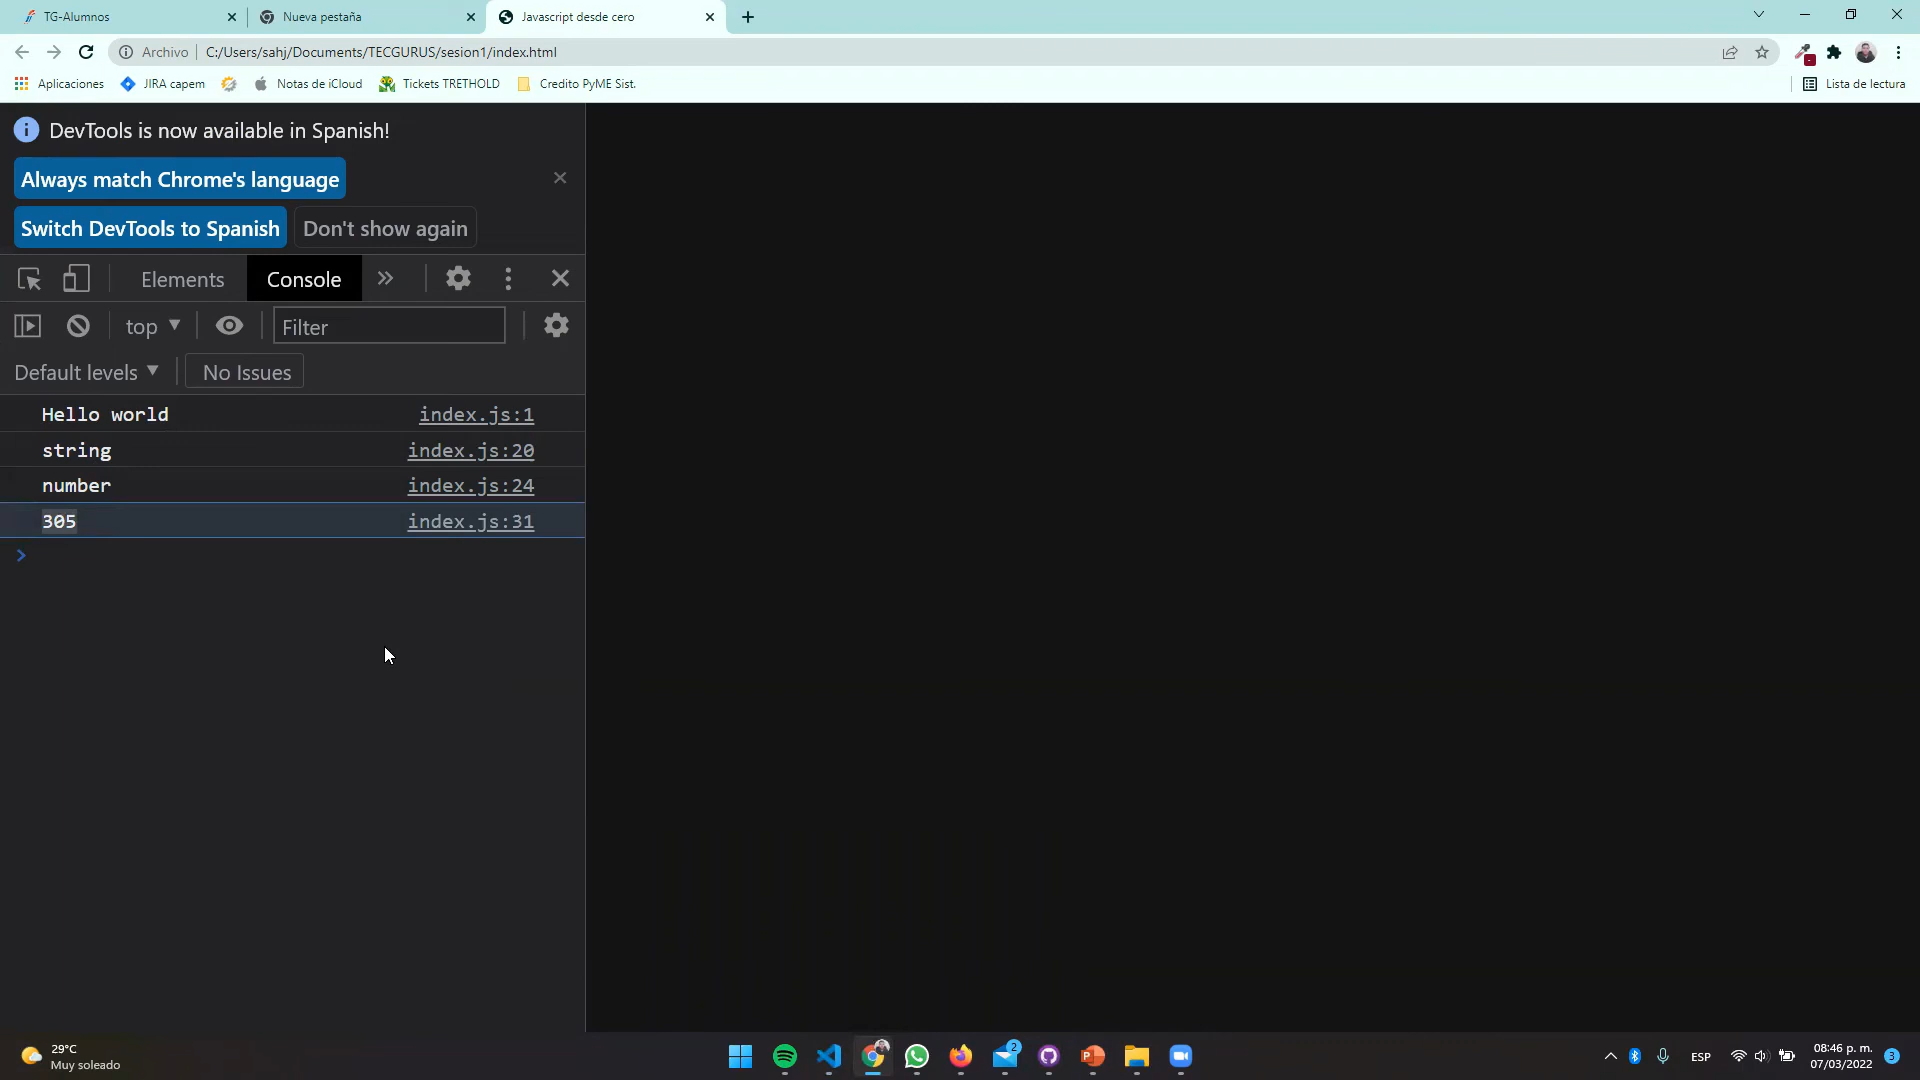 TG-Alumnos
Nueva pestaña
Javascript desde cero
Archivo
C:/Users/sahj/Documents/TECGURUS/sesion1/index.html
Aplicaciones
JIRA capem
Notas de iCloud
Tickets TRETHOLD
Credito PyME Sist.
Lista de lectura
DevTools is now available in Spanish!
Always match Chrome's language
Switch DevTools to Spanish
Don't show again
Elements
Console
top
Filter
Default levels
No Issues
Hello world index.js:1
string index.js:20
number index.js:24
305 index.js:31
29°C
Muy soleado
2
ESP
08:46 p. m.
07/03/2022
3